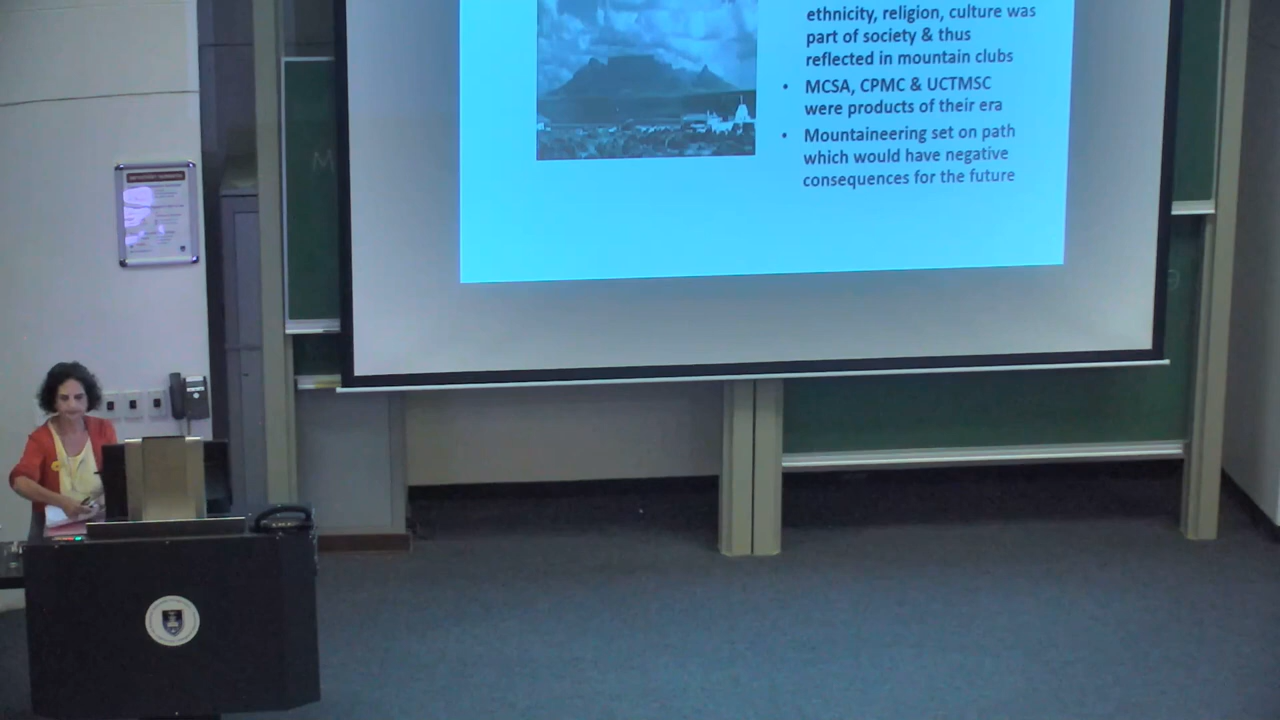 ethnicity, religion, culture was
part of society & thus
reflected in mountain clubs
• MCSA, CPMC & UCTMSC
were products of their era
• Mountaineering set on path
which would have negative
consequences for the future